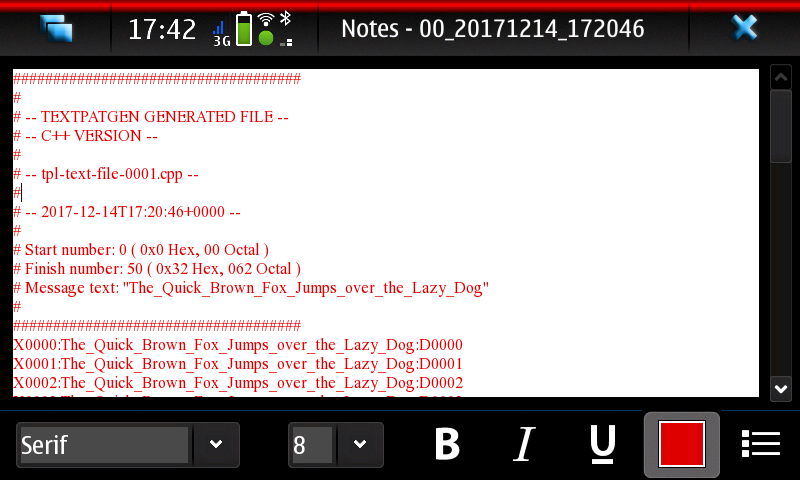 17:42
3G
Notes - 00_20171214_172046
####################################
#
# -- TEXTPATGEN GENERATED FILE --
# -- C++ VERSION --
#
# -- tpl-text-file-0001.cpp --
#
# -- 2017-12-14T17:20:46+0000 --
#
# Start number: 0 ( 0x0 Hex, 00 Octal )
# Finish number: 50 ( 0x32 Hex, 062 Octal )
# Message text: "The_Quick_Brown_Fox_Jumps_over_the_Lazy_Dog"
#
####################################
X0000:The_Quick_Brown_Fox_Jumps_over_the_Lazy_Dog:D0000
X0001:The_Quick_Brown_Fox_Jumps_over_the_Lazy_Dog:D0001
X0002:The_Quick_Brown_Fox_Jumps_over_the_Lazy_Dog:D0002
Serif
8
B
I
U